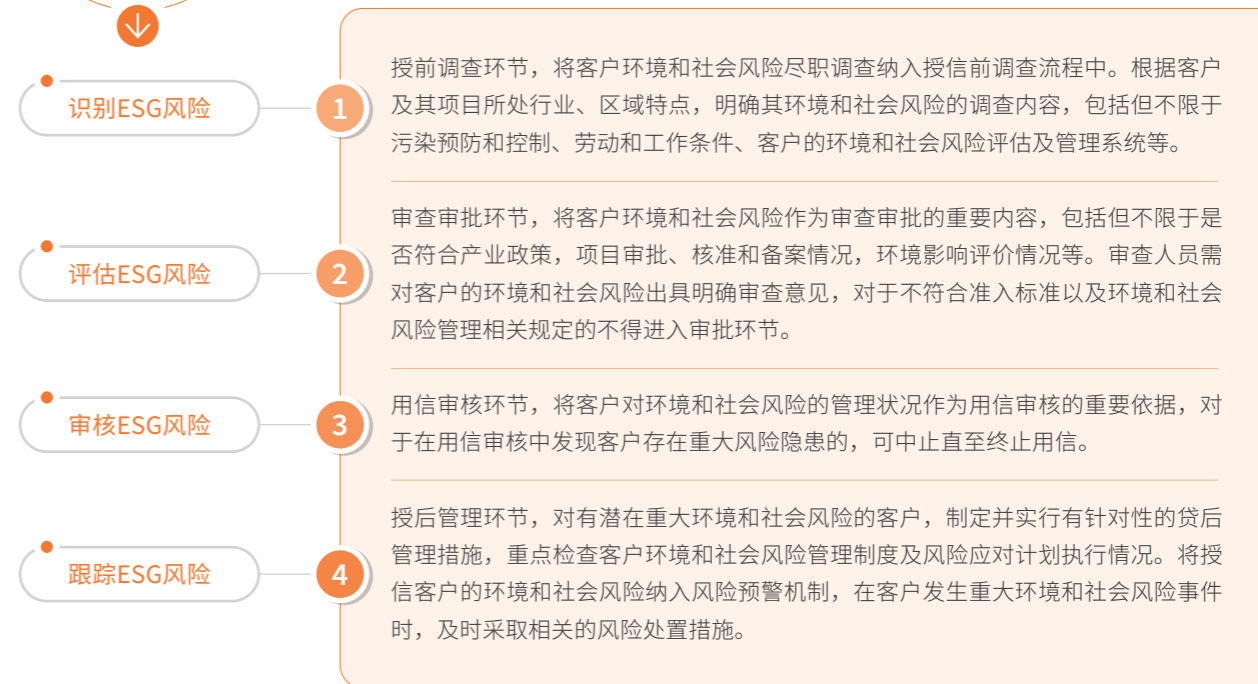 识别ESG风险
1
授前调查环节，将客户环境和社会风险尽职调查纳入授信前调查流程中。根据客户
及其项目所处行业、区域特点，明确其环境和社会风险的调查内容，包括但不限于
污染预防和控制、劳动和工作条件、客户的环境和社会风险评估及管理系统等。
评估ESG风险
2
审查审批环节，将客户环境和社会风险作为审查审批的重要内容，包括但不限于是
否符合产业政策，项目审批、核准和备案情况，环境影响评价情况等。审查人员需
对客户的环境和社会风险出具明确审查意见，对于不符合准入标准以及环境和社会
风险管理相关规定的不得进入审批环节。
审核ESG风险
3
用信审核环节，将客户对环境和社会风险的管理状况作为用信审核的重要依据，对
于在用信审核中发现客户存在重大风险隐患的，可中止直至终止用信。
跟踪ESG风险
4
授后管理环节，对有潜在重大环境和社会风险的客户，制定并实行有针对性的贷后
管理措施，重点检查客户环境和社会风险管理制度及风险应对计划执行情况。将授
信客户的环境和社会风险纳入风险预警机制，在客户发生重大环境和社会风险事件
时，及时采取相关的风险处置措施。